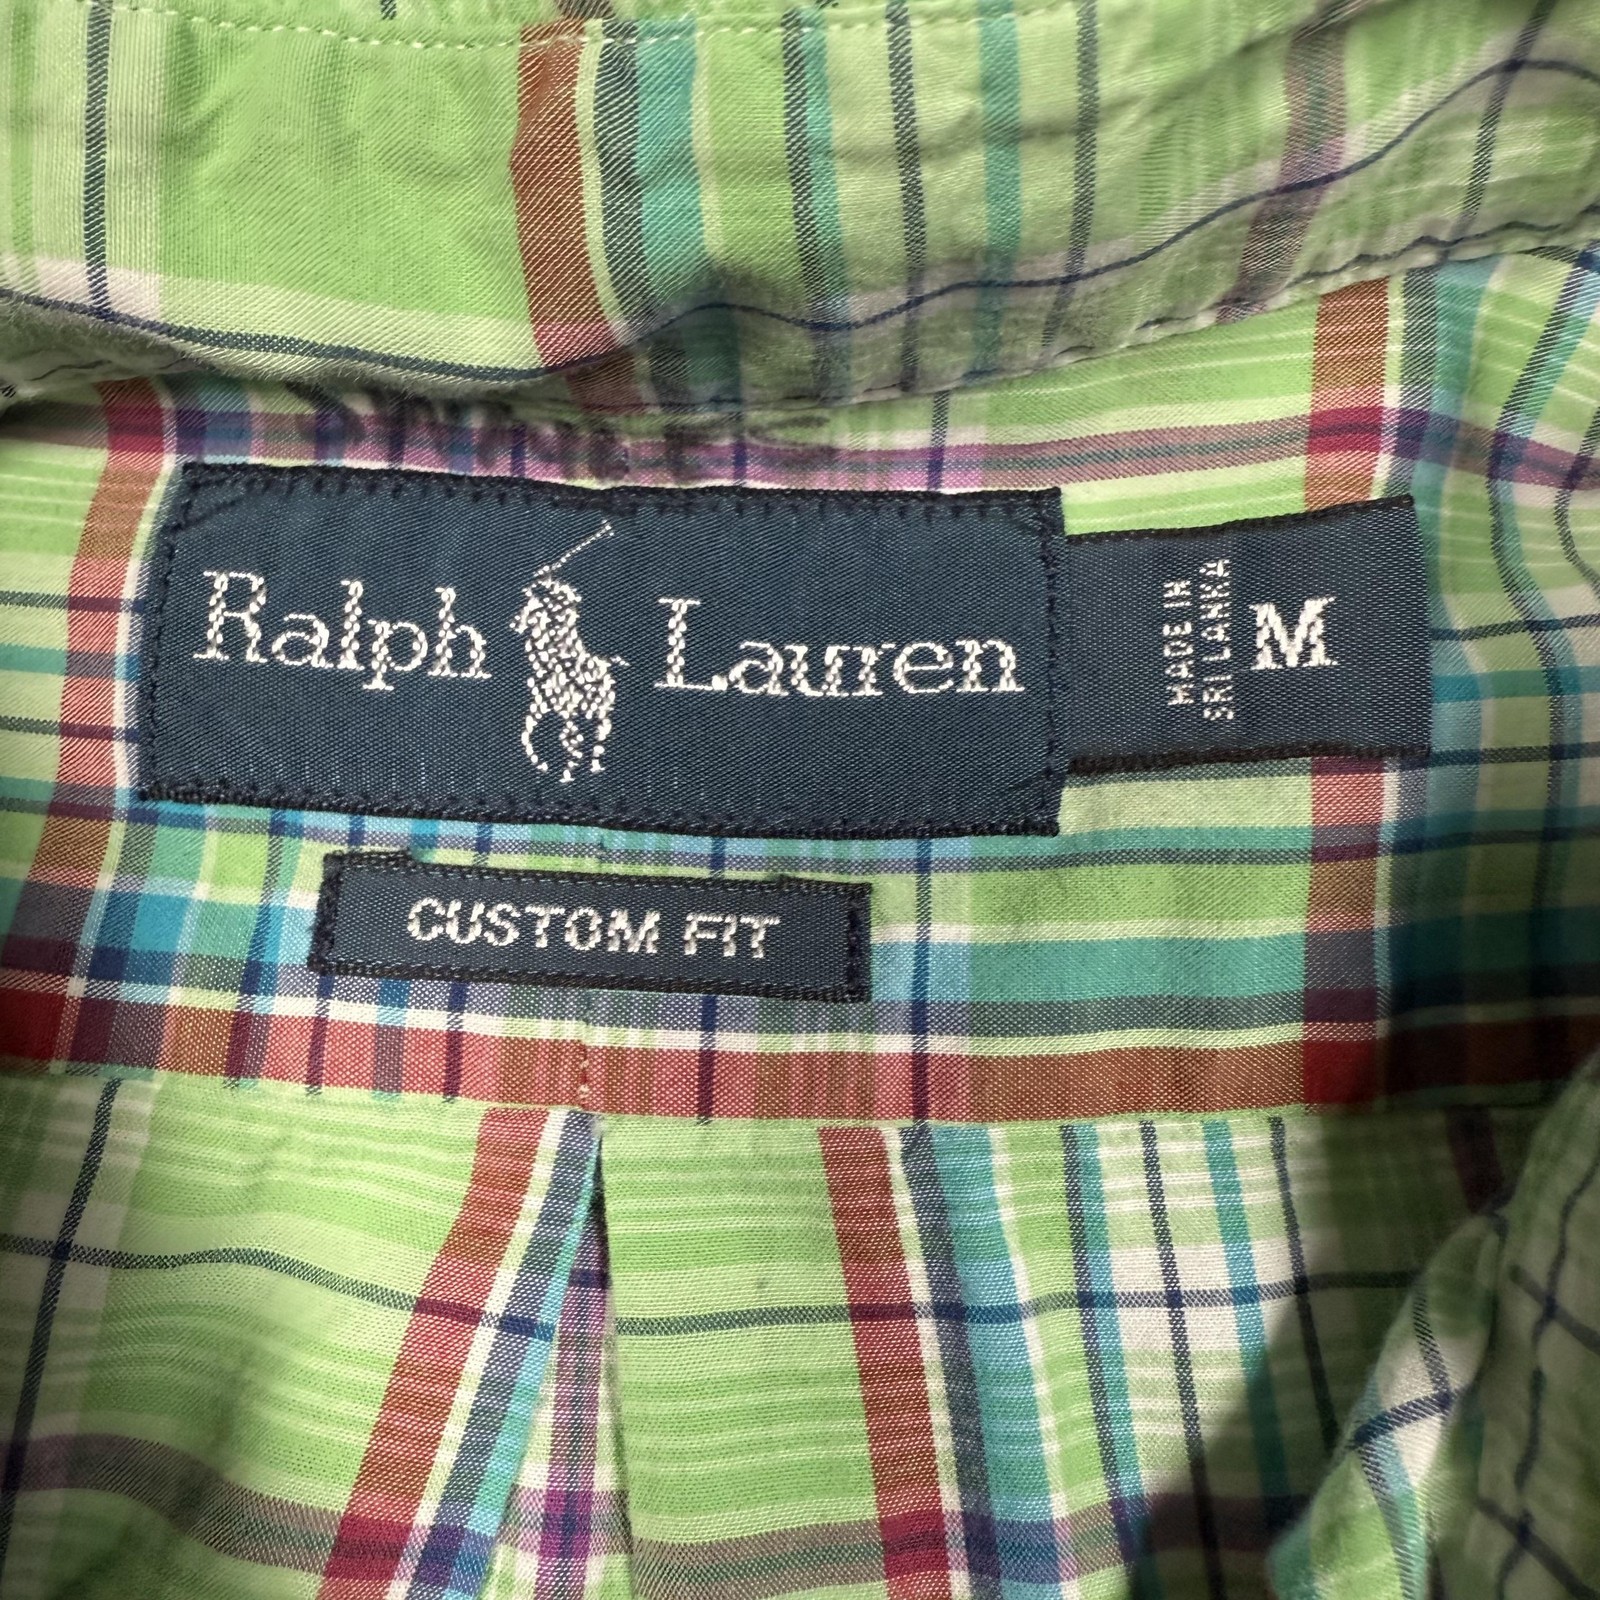 Ralph Lauren
MADE IN
SRI LANKA
M
CUSTOM FIT